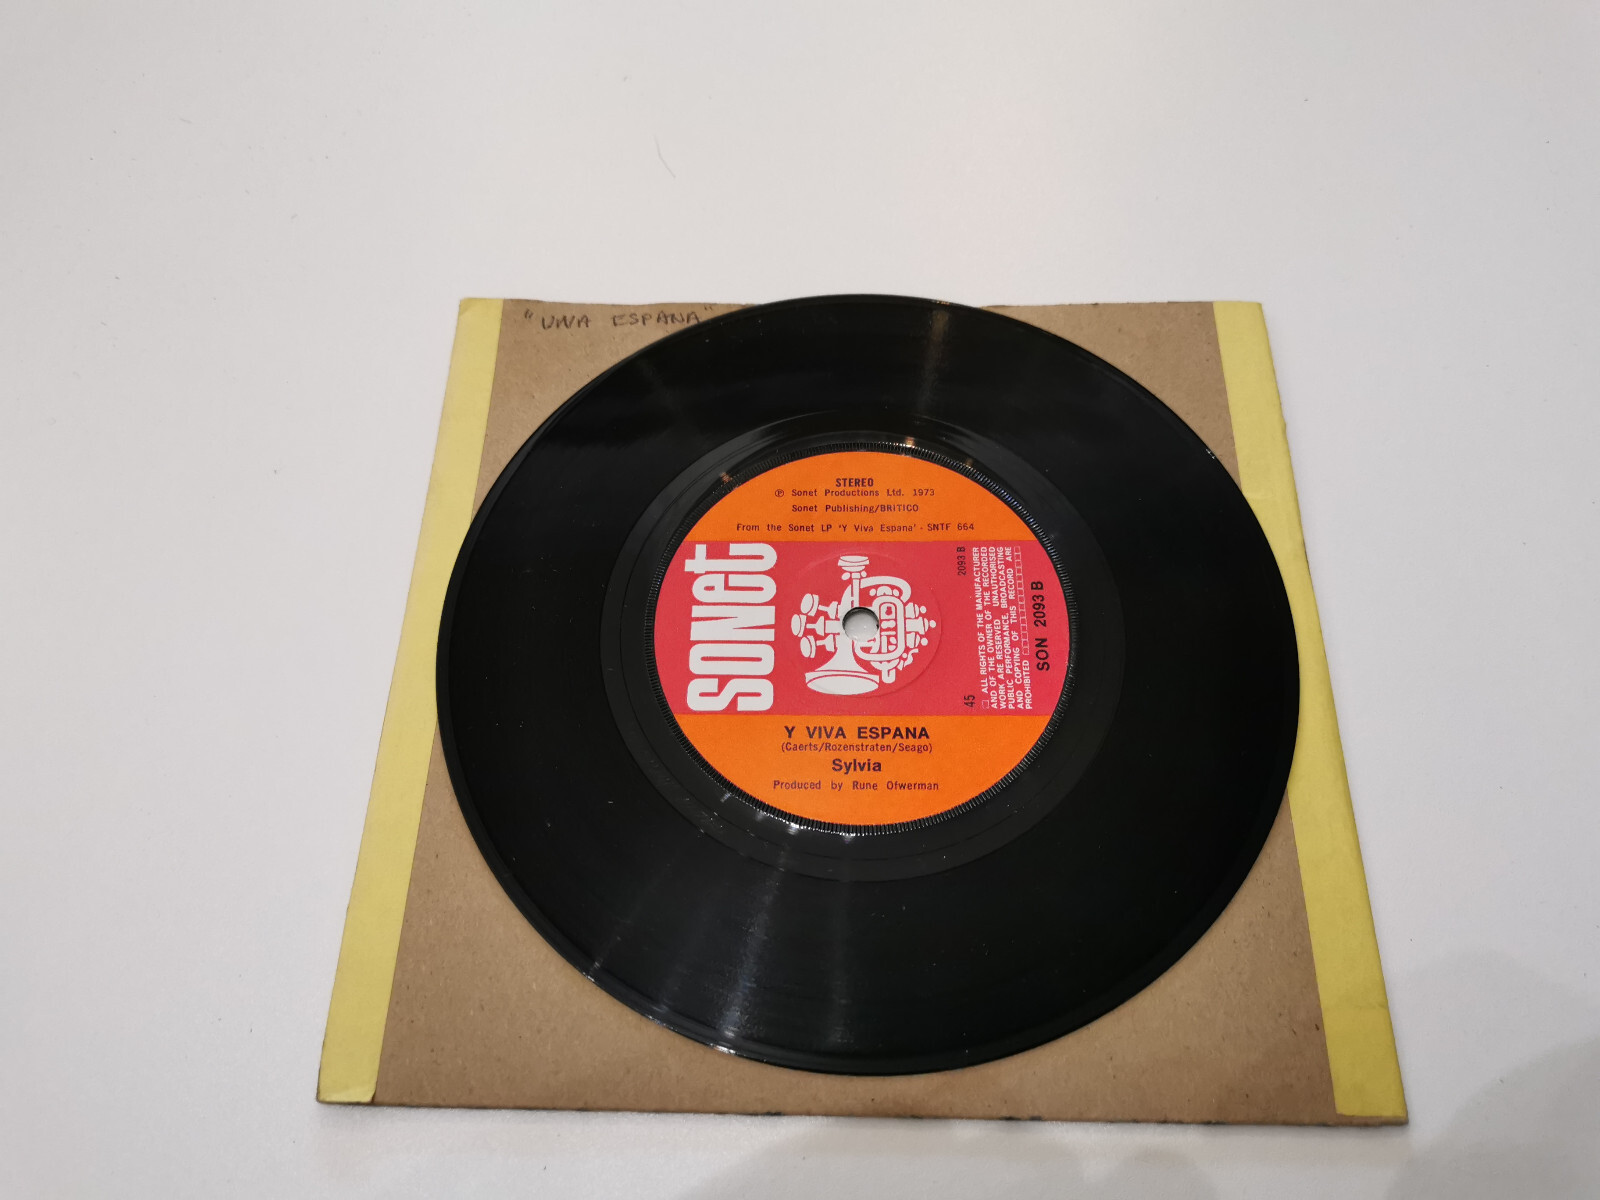 "VIVA ESPANA"
STEREO
℗ Sonet Productions Ltd. 1973
Sonet Publishing/BRITICO
From the Sonet LP 'Y Viva Espana' - SNTF 664
sonet
2093 B
45
ALL RIGHTS OF THE MANUFACTURER
AND OF THE OWNER OF THE RECORDED
WORK ARE RESERVED UNAUTHORISED
PUBLIC PERFORMANCE, BROADCASTING
AND COPYING OF THIS RECORD ARE
PROHIBITED
SON 2093 B
Y VIVA ESPANA
(Caerts/Rozenstraten/Seago)
Sylvia
Produced by Rune Ofwerman